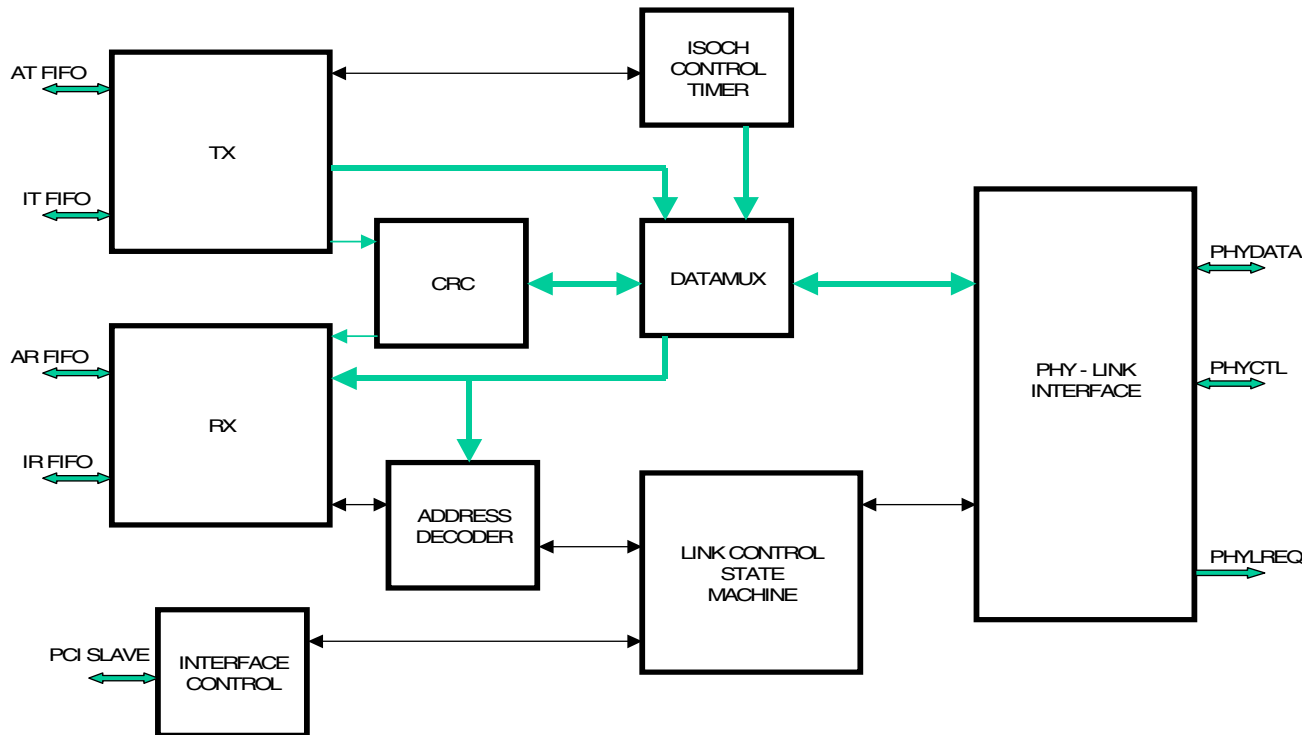 AT FIFO
ISOCH
CONTROL
TIMER
TX
IT FIFO
CRC
DATAMUX
PHYDATA
AR FIFO
PHY - LINK
INTERFACE
PHYCTL
RX
IR FIFO
ADDRESS
DECODER
LINK CONTROL
STATE
MACHINE
PHYLREQ
PCI SLAVE
INTERFACE
CONTROL